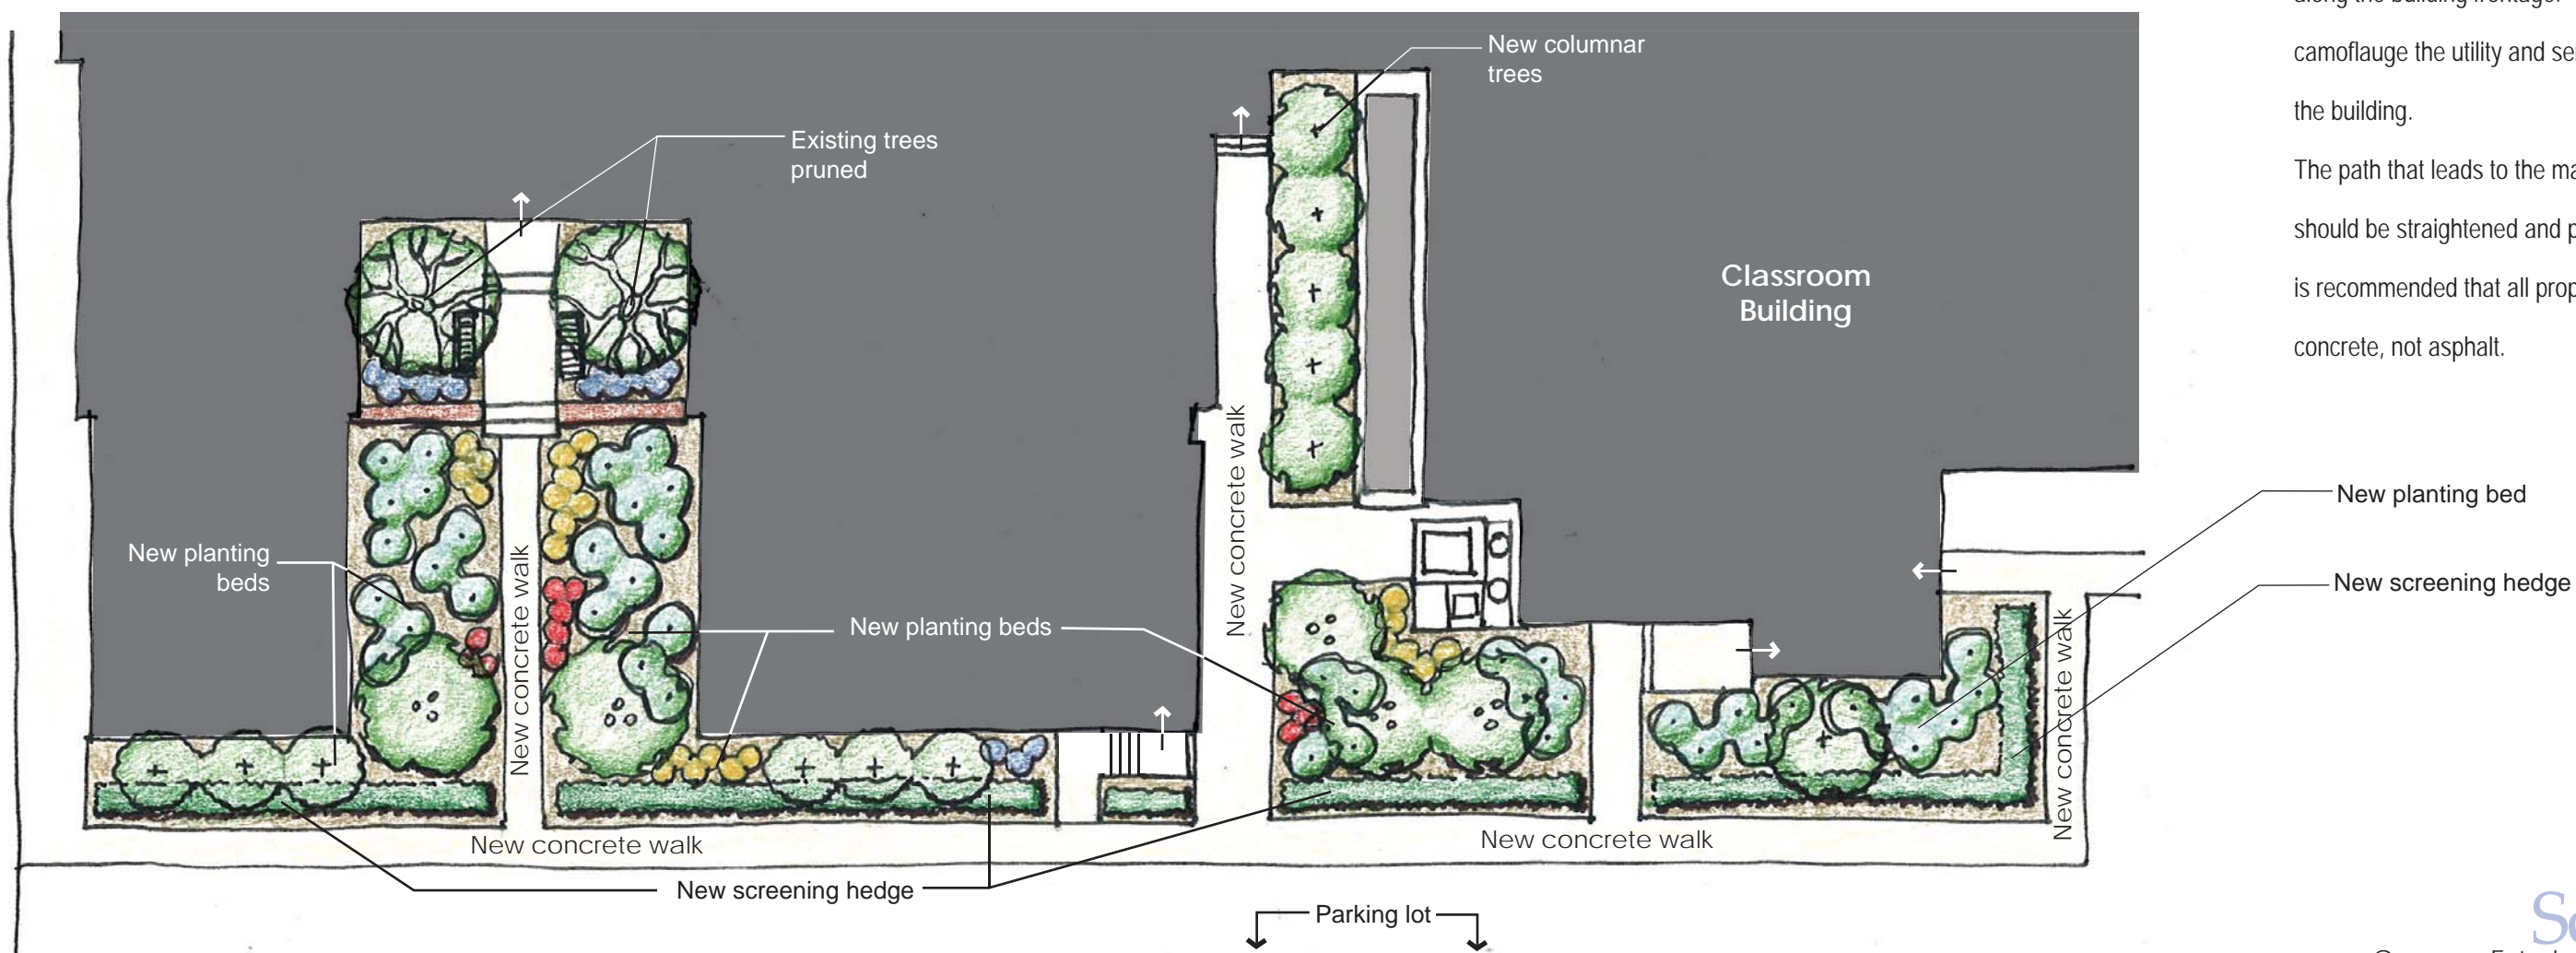 New columnar
trees
Existing trees
pruned
Classroom
Building
New planting
beds
New concrete walk
New planting beds
New concrete walk
New concrete walk
New concrete walk
New concrete walk
New screening hedge
Parking lot
New planting bed
New screening hedge
camoflauge the utility and
the building.
The path that leads to the
should be straightened and
is recommended that all
concrete, not asphalt.